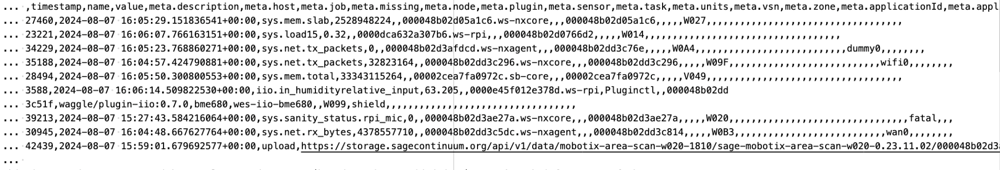 ... ,timestamp,name,value,meta.description,meta.host,meta.job,meta.missing,meta.node,meta.plugin,meta.sensor,meta.task,meta.units,meta.vsn,meta.zone,meta.applicationId,meta.appl
... 27460,2024-08-07 16:05:29.151836541+00:00,sys.mem.slab,2528948224,,000048b02d05a1c6.ws-nxcore,,,000048b02d05a1c6,,,,,W027,,,,,,,,,,,,,,,,,,,,,,,,,,,,,,,,,,,
... 23221,2024-08-07 16:06:07.766163151+00:00,sys.load15,0.32,,0000dca632a307b6.ws-rpi,,,000048b02d0766d2,,,,,W014,,,,,,,,,,,,,,,,,,,,,,,,,,,,,,,,,,,
... 34229,2024-08-07 16:05:23.768860271+00:00,sys.net.tx_packets,0,,000048b02d3afdcd.ws-nxagent,,,000048b02dd3c76e,,,,,W0A4,,,,,,,,,,,,,,,,,,,,,,,,,,,dummy0,,,,,,,,
... 35188,2024-08-07 16:04:57.424790881+00:00,sys.net.tx_packets,32823164,,000048b02dd3c296.ws-nxcore,,,000048b02dd3c296,,,,,W09F,,,,,,,,,,,,,,,,,,,,,,,,,,,wifi0,,,,,,,,
... 28494,2024-08-07 16:05:50.300800553+00:00,sys.mem.total,33343115264,,00002cea7fa0972c.sb-core,,,00002cea7fa0972c,,,,,V049,,,,,,,,,,,,,,,,,,,,,,,,,,,,,,,,,,,
... 3588,2024-08-07 16:06:14.509822530+00:00,iio.in_humidityrelative_input,63.205,,0000e45f012e378d.ws-rpi,Pluginctl,,000048b02dd
... 3c51f,waggle/plugin-iio:0.7.0,bme680,wes-iio-bme680,,W099,shield,,,,,,,,,,,,,,,,,,,,,,,,,,,,,,,,,,
... 39213,2024-08-07 15:27:43.584216064+00:00,sys.sanity_status.rpi_mic,0,,000048b02d3ae27a.ws-nxcore,,,000048b02d3ae27a,,,,,W020,,,,,,,,,,,,,,,,,,,,,,,,,,,,,,,,fatal,,,
... 30945,2024-08-07 16:04:48.667627764+00:00,sys.net.rx_bytes,4378557710,,000048b02dd3c5dc.ws-nxagent,,,000048b02dd3c814,,,,,W0B3,,,,,,,,,,,,,,,,,,,,,,,,,,,wan0,,,,,,,,
... 42439,2024-08-07 15:59:01.679692577+00:00,upload,https://storage.sagecontinuum.org/api/v1/data/mobotix-area-scan-w020-1810/sage-mobotix-area-scan-w020-0.23.11.02/000048b02d3a
...